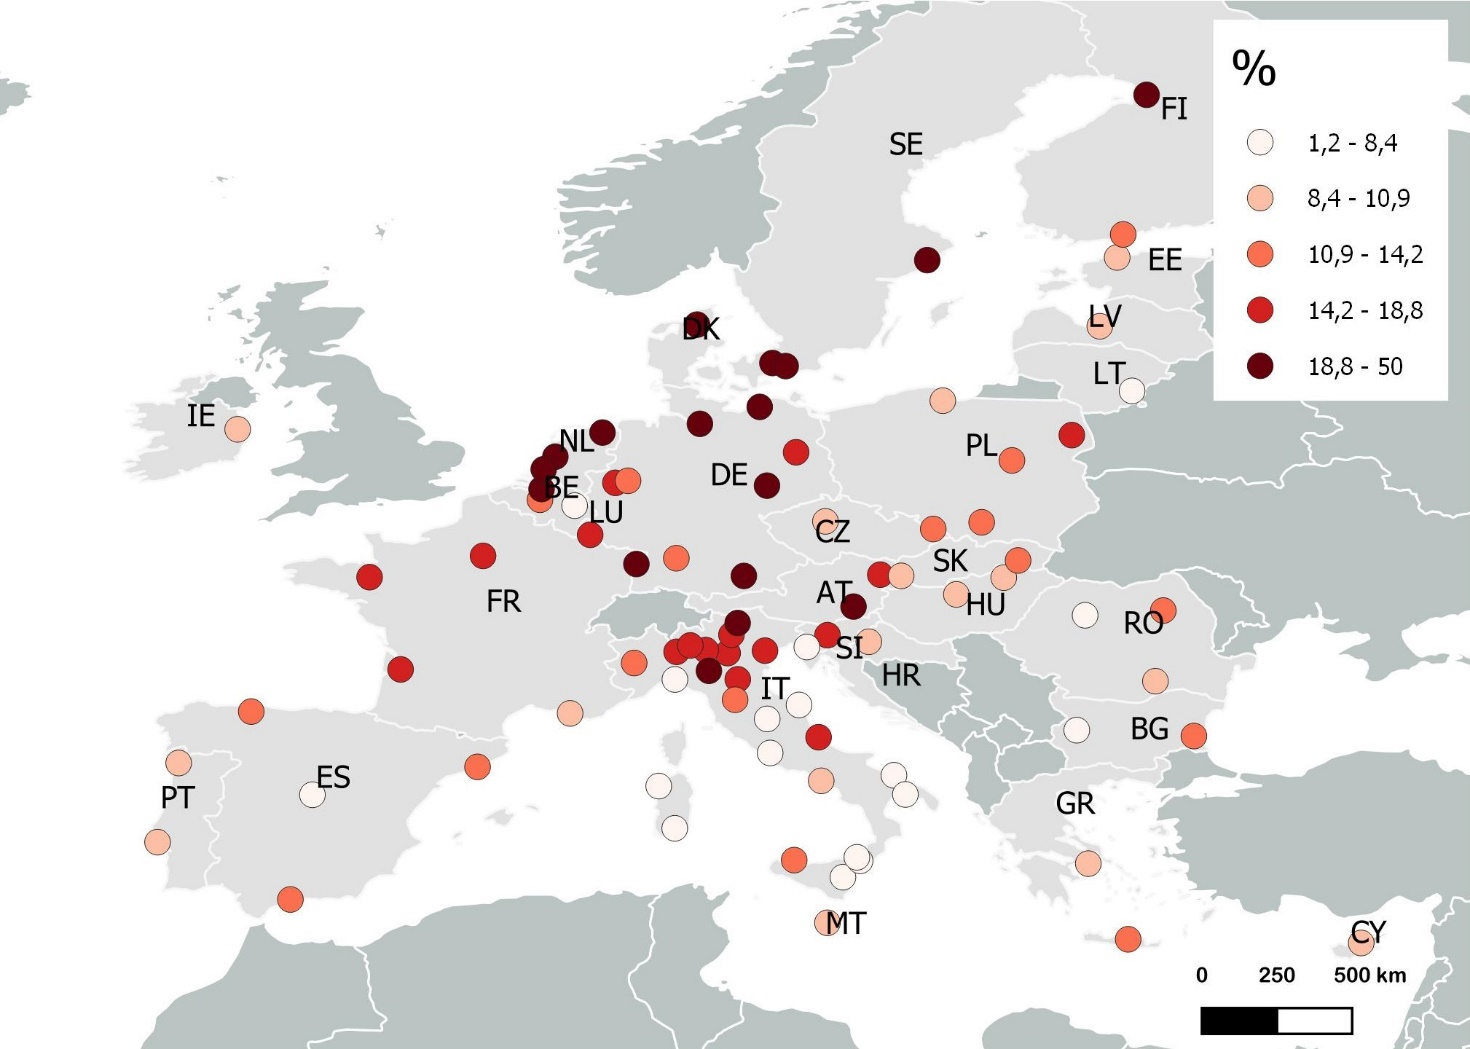 %
FI
1,2 - 8,4
SE
8,4 - 10,9
10,9 - 14,2
EE
14,2 - 18,8
LV
DK
18,8 - 50
LT
IE
NL
PL
DE
BE
LU
CZ
SK
AT
HU
FR
RO
SI
HR
IT
BG
ES
PT
GR
MT
CY
0 250 500 km